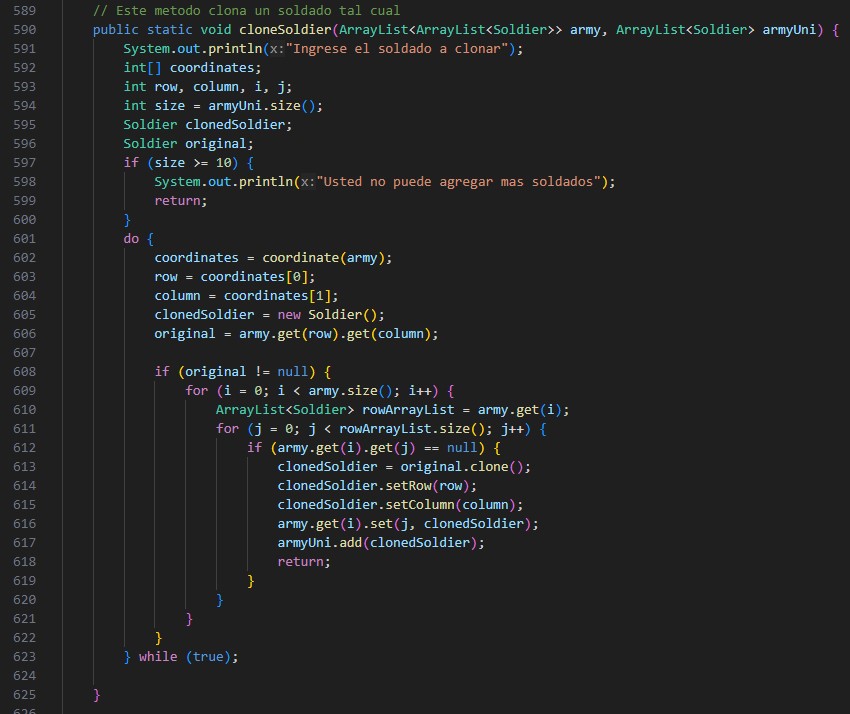 589 // Este metodo clona un soldado tal cual
590 public static void cloneSoldier(ArrayList<ArrayList<Soldier>> army, ArrayList<Soldier> armyUni) {
591 System.out.println(x:"Ingrese el soldado a clonar");
592 int[] coordinates;
593 int row, column, i, j;
594 int size = armyUni.size();
595 Soldier clonedSoldier;
596 Soldier original;
597 if (size >= 10) {
598 System.out.println(x:"Usted no puede agregar mas soldados");
599 return;
600 }
601 do {
602 coordinates = coordinate(army);
603 row = coordinates[0];
604 column = coordinates[1];
605 clonedSoldier = new Soldier();
606 original = army.get(row).get(column);
607
608 if (original != null) {
609 for (i = 0; i < army.size(); i++) {
610 ArrayList<Soldier> rowArrayList = army.get(i);
611 for (j = 0; j < rowArrayList.size(); j++) {
612 if (army.get(i).get(j) == null) {
613 clonedSoldier = original.clone();
614 clonedSoldier.setRow(row);
615 clonedSoldier.setColumn(column);
616 army.get(i).set(j, clonedSoldier);
617 armyUni.add(clonedSoldier);
618 return;
619 }
620 }
621 }
622 }
623 } while (true);
624
625 }
626